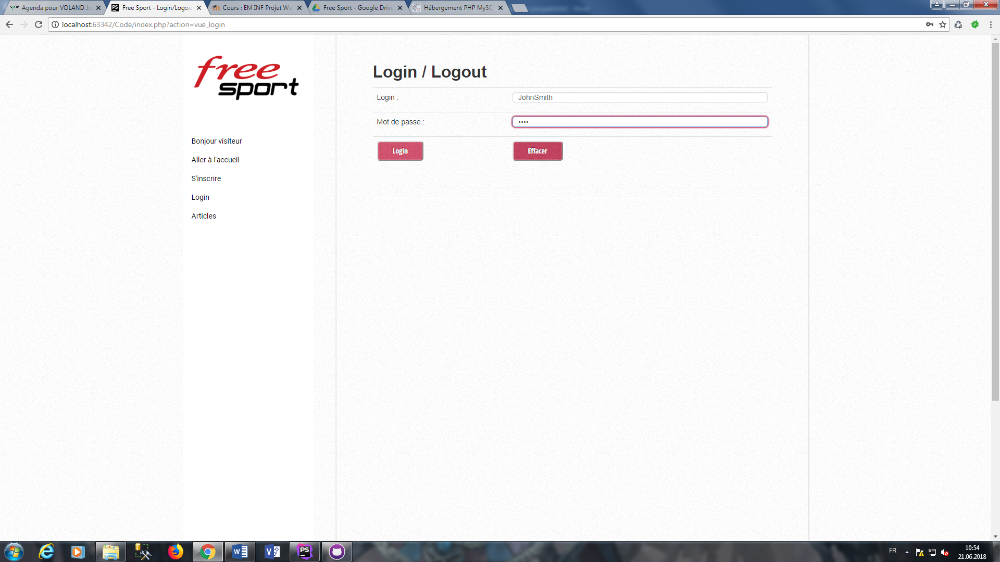 Agenda pour VOLAND Jo
Free Sport - Login/Logou
Cours : EM INF Projet We
Free Sport - Google Drive
Hébergement PHP MySQ
localhost:63342/Code/index.php?action=vue_login
free
sport
Bonjour visiteur
Aller à l'accueil
S'inscrire
Login
Articles
Login / Logout
Login :
JohnSmith
Mot de passe :
••••
Login
Effacer
FR
10:54
21.06.2018